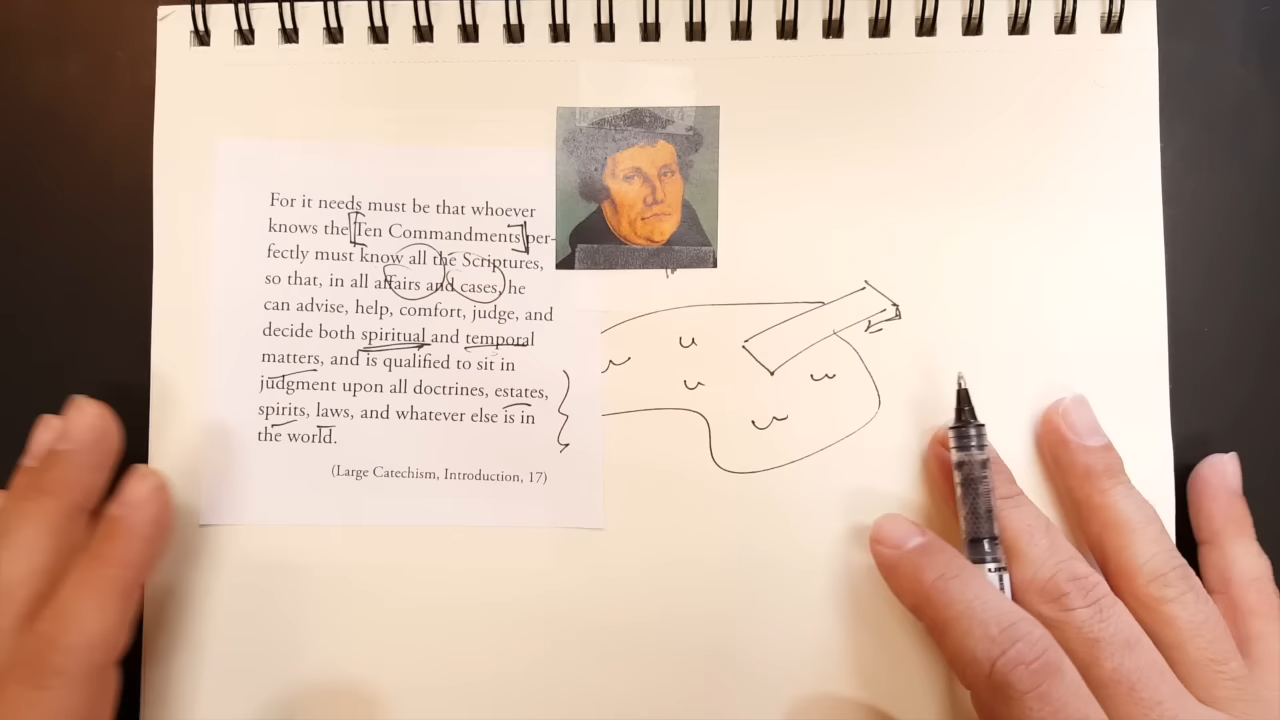 For it needs must be that whoever
knows the Ten Commandments per-
fectly must know all the Scriptures,
so that, in all affairs and cases, he
can advise, help, comfort, judge, and
decide both spiritual and temporal
matters, and is qualified to sit in
judgment upon all doctrines, estates,
spirits, laws, and whatever else is in
the world.
(Large Catechism, Introduction, 17)